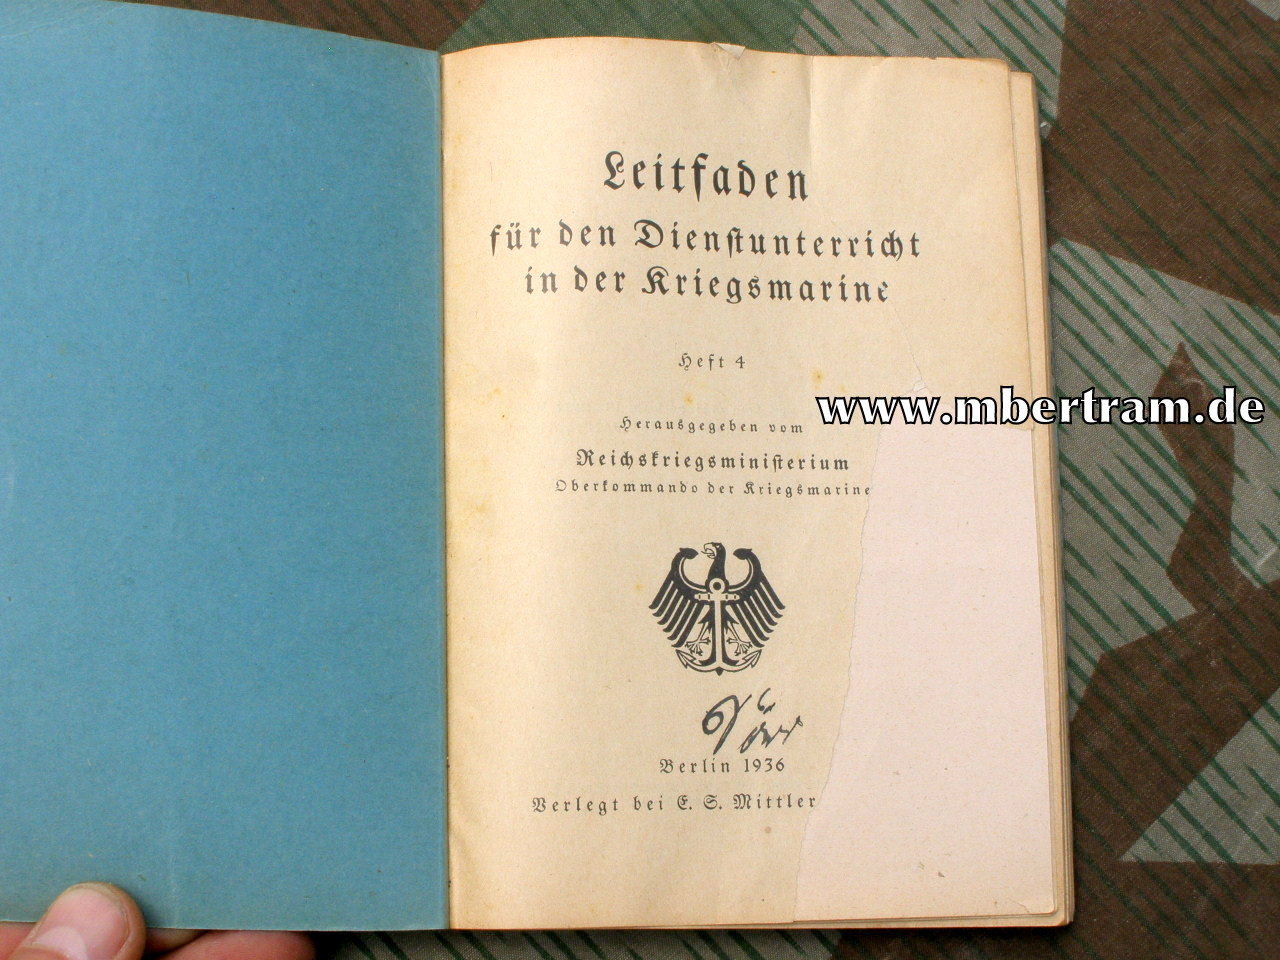 Leitfaden
für den Dienstunterricht
in der Kriegsmarine
Heft 4
www.mbertram.de
Herausgegeben vom
Reichskriegsministerium
Oberkommando der Kriegsmarine
Berlin 1936
Verlegt bei E. S. Mittler